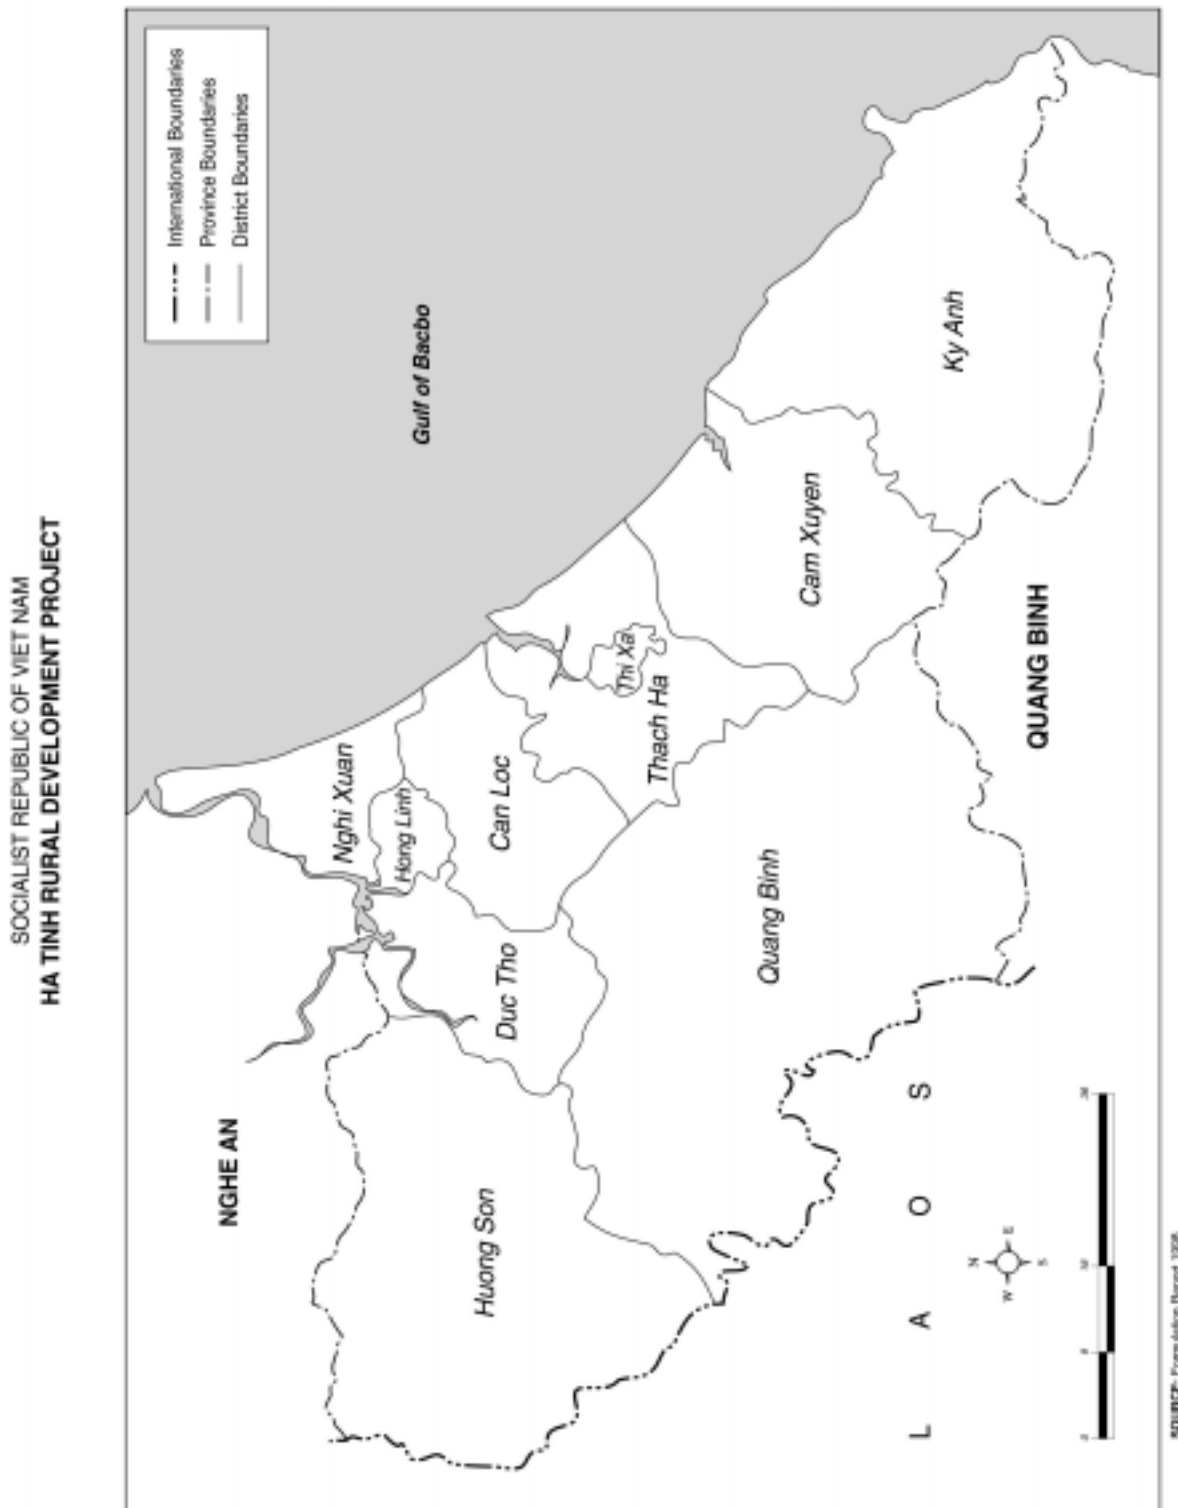 SOCIALIST REPUBLIC OF VIET NAM
HA TINH RURAL DEVELOPMENT PROJECT
International Boundaries
Province Boundaries
District Boundaries
Gulf of Bacbo
NGHE AN
Nghi Xuan
Hong Linh
Can Loc
Duc Tho
Huong Son
Thi Xa
Thach Ha
Cam Xuyen
Ky Anh
Quang Binh
QUANG BINH
L A O S
N
W E
S
SOURCE: